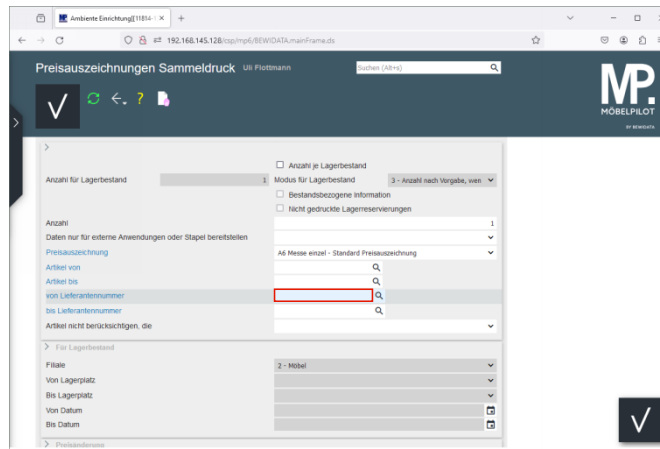 Ambiente Einrichtung[[11814-1
192.168.145.128/csp/mp6/BEWIDATA.mainFrame.cls
Preisauszeichnungen Sammeldruck Uli Flottmann
Suchen (Alt+s)
MP.
MÖBELPILOT
BY BEWIDATA
Anzahl je Lagerbestand
Anzahl für Lagerbestand 1 Modus für Lagerbestand 3 - Anzahl nach Vorgabe, wen
Bestandsbezogene Information
Nicht gedruckte Lagerreservierungen
Anzahl 1
Daten nur für externe Anwendungen oder Stapel bereitstellen
Preisauszeichnung A6 Messe einzel - Standard Preisauszeichnung
Artikel von
Artikel bis
von Lieferantennummer
bis Lieferantennummer
Artikel nicht berücksichtigen, die
Für Lagerbestand
Filiale 2 - Möbel
Von Lagerplatz
Bis Lagerplatz
Von Datum
Bis Datum
Preisänderung